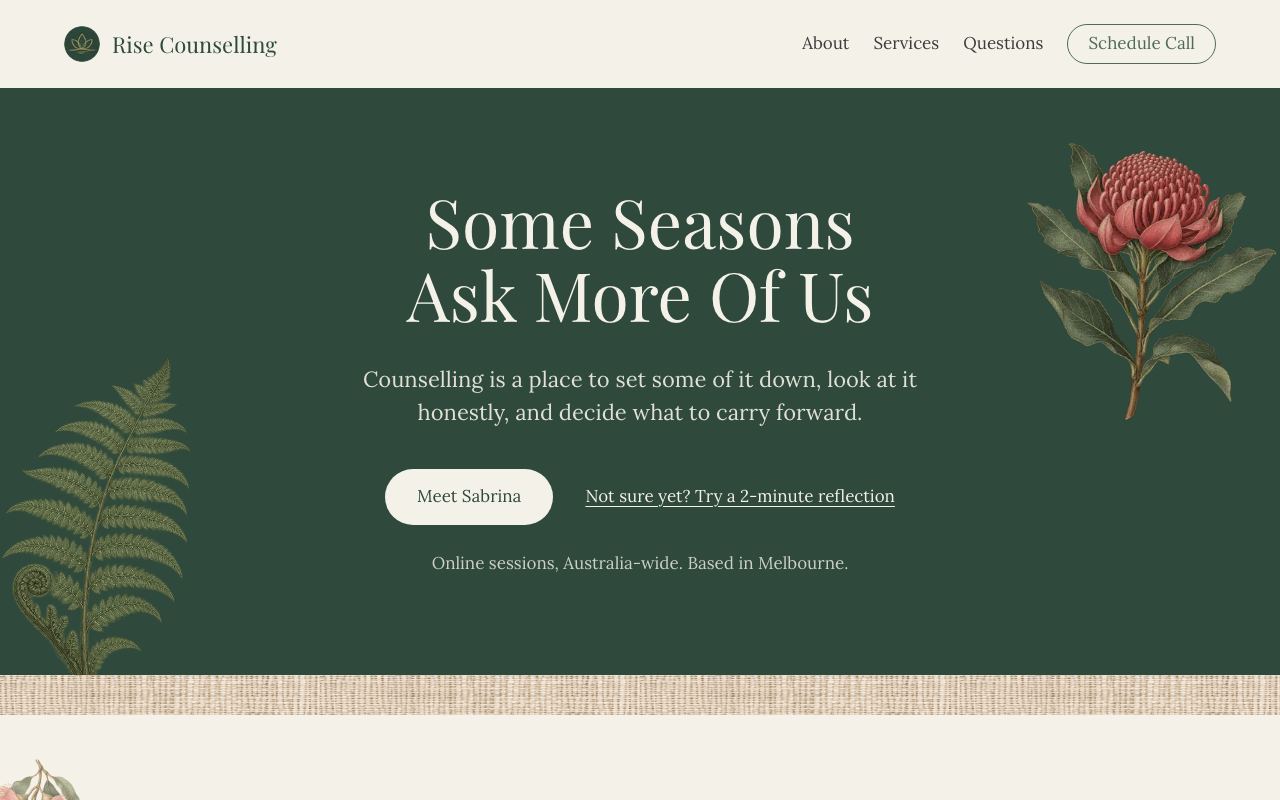 Rise Counselling
About
Services
Questions
Schedule Call
Some Seasons
Ask More Of Us
Counselling is a place to set some of it down, look at it
honestly, and decide what to carry forward.
Meet Sabrina
Not sure yet? Try a 2-minute reflection
Online sessions, Australia-wide. Based in Melbourne.